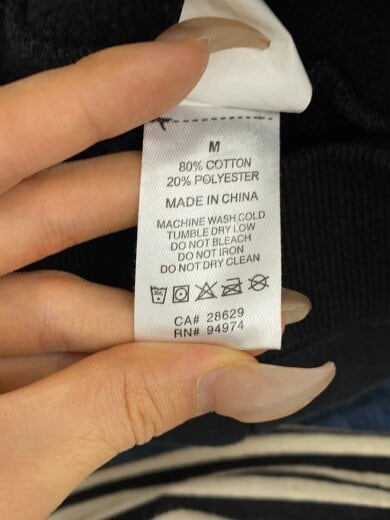 M
80% COTTON
20% POLYESTER
MADE IN CHINA
MACHINE WASH COLD
TUMBLE DRY LOW
DO NOT BLEACH
DO NOT IRON
DO NOT DRY CLEAN
CA# 28629
RN# 94974